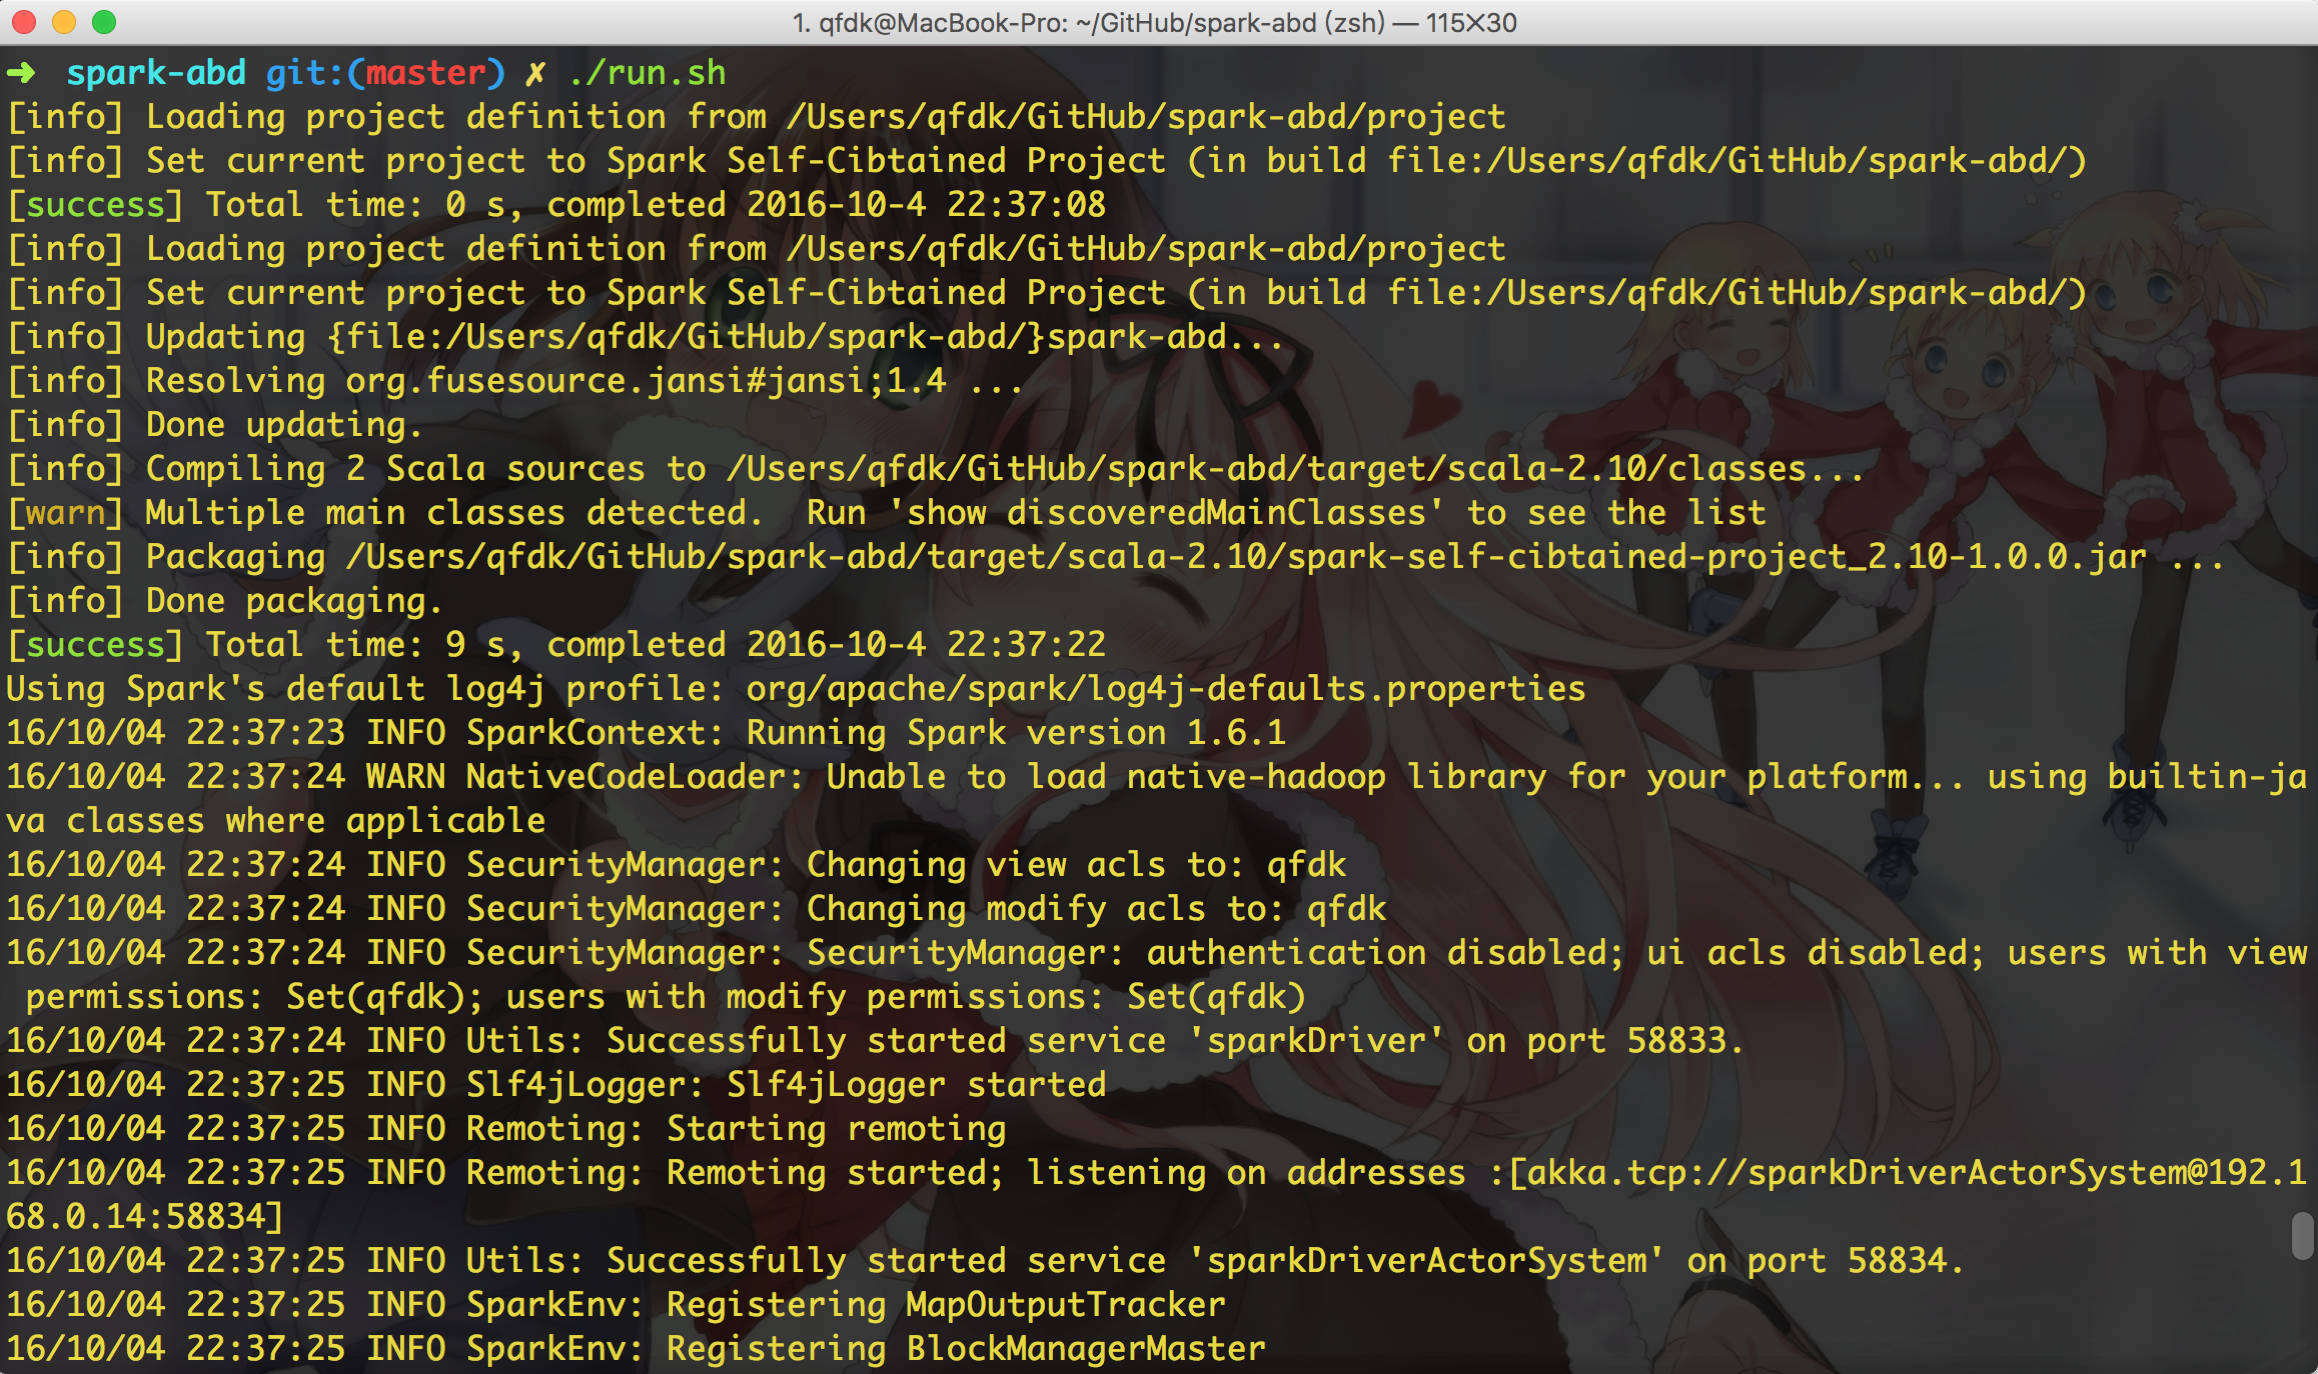 1. qfdk@MacBook-Pro: ~/GitHub/spark-abd (zsh) — 115×30
➜ spark-abd git:(master) ✗ ./run.sh
[info] Loading project definition from /Users/qfdk/GitHub/spark-abd/project
[info] Set current project to Spark Self-Cibtained Project (in build file:/Users/qfdk/GitHub/spark-abd/)
[success] Total time: 0 s, completed 2016-10-4 22:37:08
[info] Loading project definition from /Users/qfdk/GitHub/spark-abd/project
[info] Set current project to Spark Self-Cibtained Project (in build file:/Users/qfdk/GitHub/spark-abd/)
[info] Updating {file:/Users/qfdk/GitHub/spark-abd/}spark-abd...
[info] Resolving org.fusesource.jansi#jansi;1.4 ...
[info] Done updating.
[info] Compiling 2 Scala sources to /Users/qfdk/GitHub/spark-abd/target/scala-2.10/classes...
[warn] Multiple main classes detected.  Run 'show discoveredMainClasses' to see the list
[info] Packaging /Users/qfdk/GitHub/spark-abd/target/scala-2.10/spark-self-cibtained-project_2.10-1.0.0.jar ...
[info] Done packaging.
[success] Total time: 9 s, completed 2016-10-4 22:37:22
Using Spark's default log4j profile: org/apache/spark/log4j-defaults.properties
16/10/04 22:37:23 INFO SparkContext: Running Spark version 1.6.1
16/10/04 22:37:24 WARN NativeCodeLoader: Unable to load native-hadoop library for your platform... using builtin-ja
va classes where applicable
16/10/04 22:37:24 INFO SecurityManager: Changing view acls to: qfdk
16/10/04 22:37:24 INFO SecurityManager: Changing modify acls to: qfdk
16/10/04 22:37:24 INFO SecurityManager: SecurityManager: authentication disabled; ui acls disabled; users with view
 permissions: Set(qfdk); users with modify permissions: Set(qfdk)
16/10/04 22:37:24 INFO Utils: Successfully started service 'sparkDriver' on port 58833.
16/10/04 22:37:25 INFO Slf4jLogger: Slf4jLogger started
16/10/04 22:37:25 INFO Remoting: Starting remoting
16/10/04 22:37:25 INFO Remoting: Remoting started; listening on addresses :[akka.tcp://sparkDriverActorSystem@192.1
68.0.14:58834]
16/10/04 22:37:25 INFO Utils: Successfully started service 'sparkDriverActorSystem' on port 58834.
16/10/04 22:37:25 INFO SparkEnv: Registering MapOutputTracker
16/10/04 22:37:25 INFO SparkEnv: Registering BlockManagerMaster